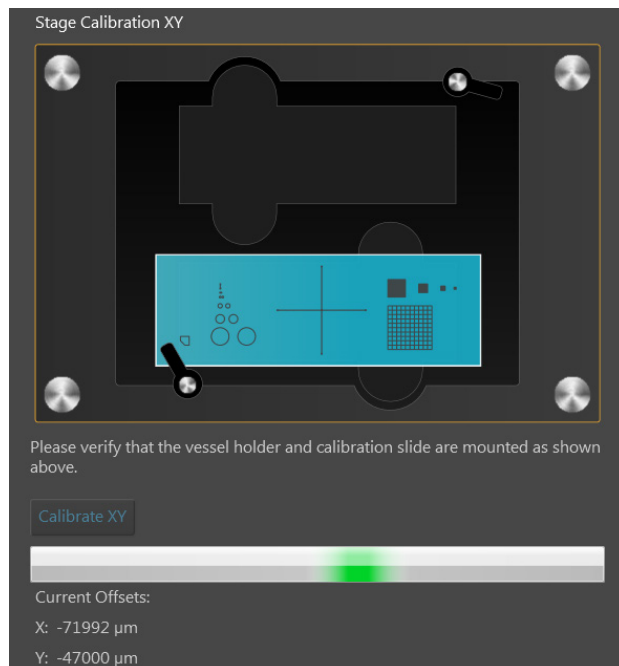 Stage Calibration XY
Please verify that the vessel holder and calibration slide are mounted as shown
above.
Calibrate XY
Current Offsets:
X: -71992 µm
Y: -47000 µm